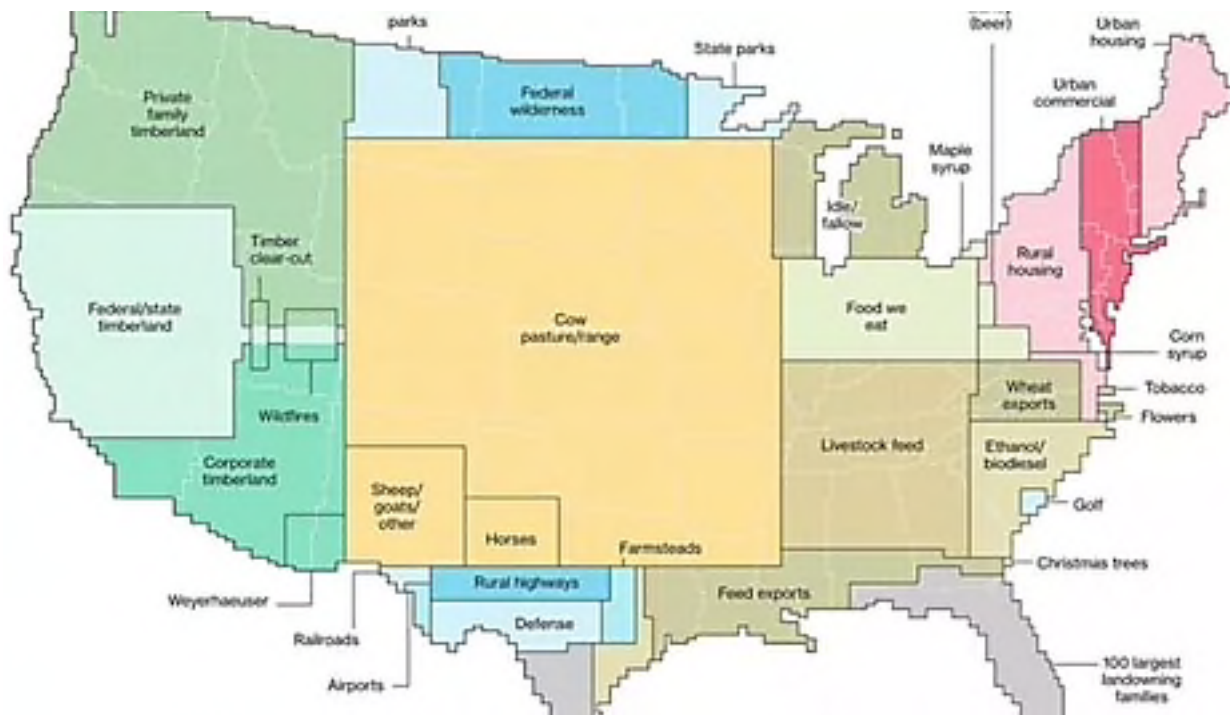 parks
(beer)
Urban
housing
State parks
Urban
commercial
Private
family
timberland
Federal
wilderness
Maple
syrup
Idle/
fallow
Timber
clear-cut
Rural
housing
Federal/state
timberland
Food we
eat
Cow
pasture/range
Corn
syrup
Wheat
exports
Tobacco
Wildfires
Flowers
Livestock feed
Ethanol/
biodiesel
Corporate
timberland
Sheep/
goats/
other
Golf
Horses
Farmsteads
Christmas trees
Rural highways
Feed exports
Weyerhaeuser
Defense
Railroads
Airports
100 largest
landowning
families